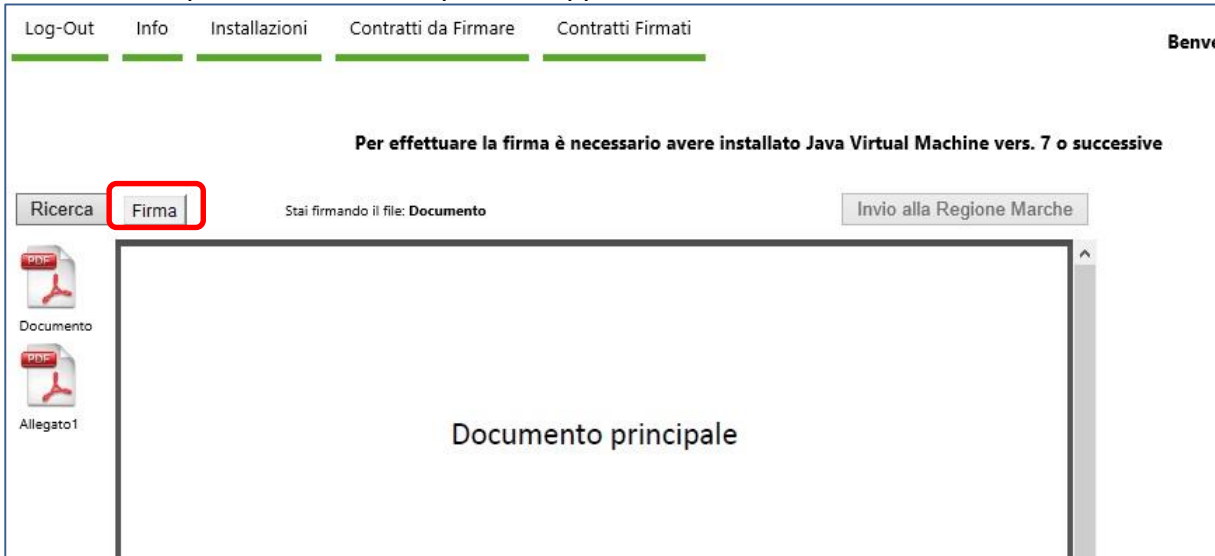 Log-Out Info Installazioni Contratti da Firmare Contratti Firmati
Per effettuare la firma è necessario avere installato Java Virtual Machine vers. 7 o successive
Ricerca Firma Stai firmando il file: Documento Invio alla Regione Marche
PDF
Documento
PDF
Allegato1
Documento principale